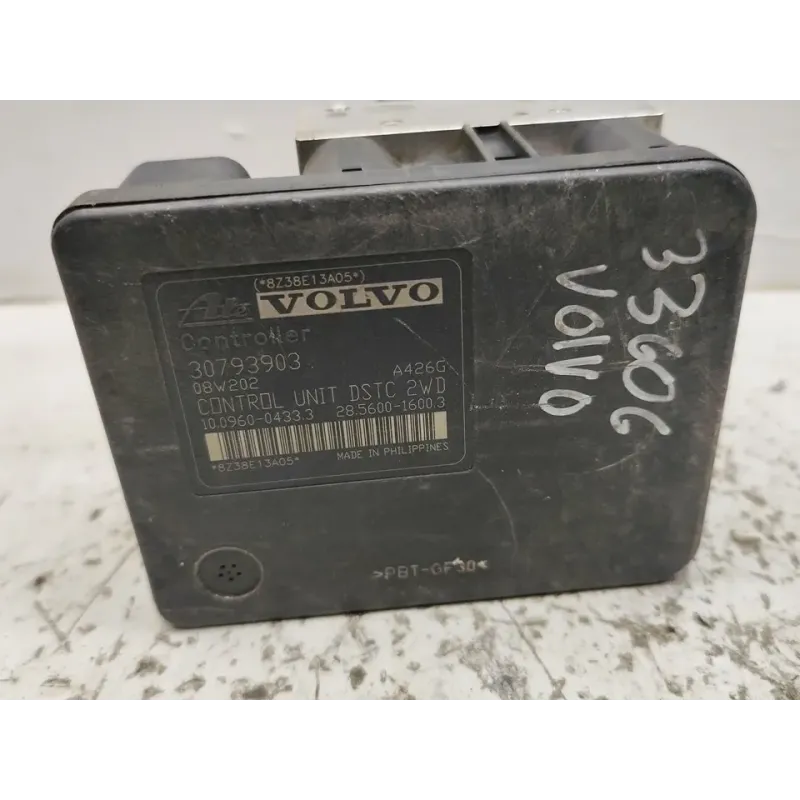 (*8Z38E13A05*)
Ate VOLVO
Controller
30793903 A426G
08W202
CONTROL UNIT DSTC 2WD
10.0960-0433.3 28.5600-1600.3
*8Z38E13A05* MADE IN PHILIPPINES
>PBT-GF30<
33606
VOLVO